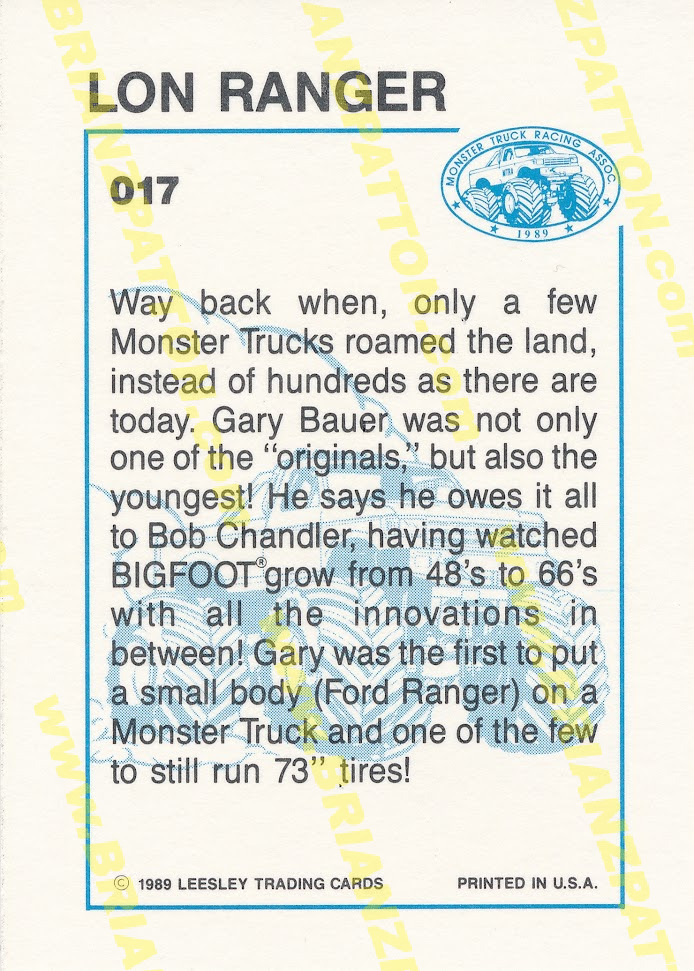 LON RANGER
017
MONSTER TRUCK RACING ASSOC.
1989
Way back when, only a few
Monster Trucks roamed the land,
instead of hundreds as there are
today. Gary Bauer was not only
one of the “originals,” but also the
youngest! He says he owes it all
to Bob Chandler, having watched
BIGFOOT® grow from 48’s to 66’s
with all the innovations in
between! Gary was the first to put
a small body (Ford Ranger) on a
Monster Truck and one of the few
to still run 73” tires!
© 1989 LEESLEY TRADING CARDS
PRINTED IN U.S.A.
www.BRIANZPATTON.com